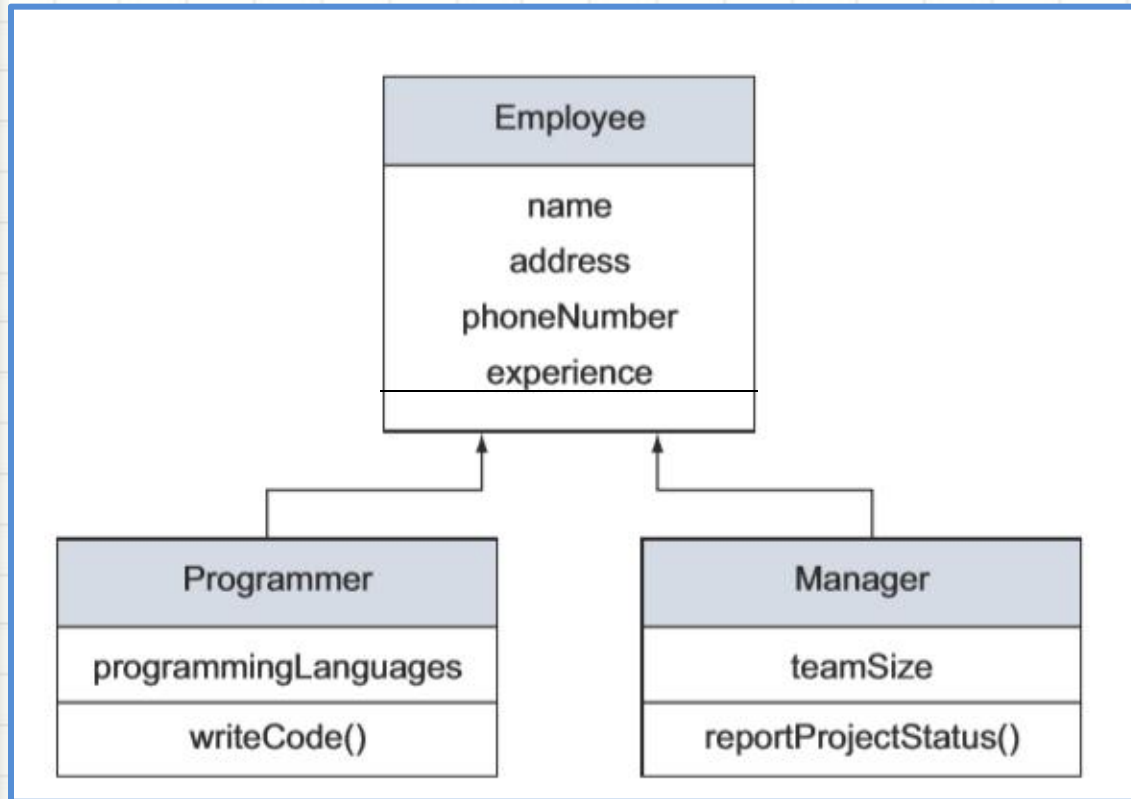 Employee
name
address
phoneNumber
experience
Programmer
programmingLanguages
writeCode()
Manager
teamSize
reportProjectStatus()